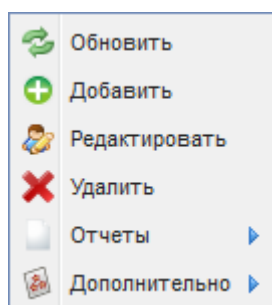 Обновить
Добавить
Редактировать
Удалить
Отчеты
Дополнительно